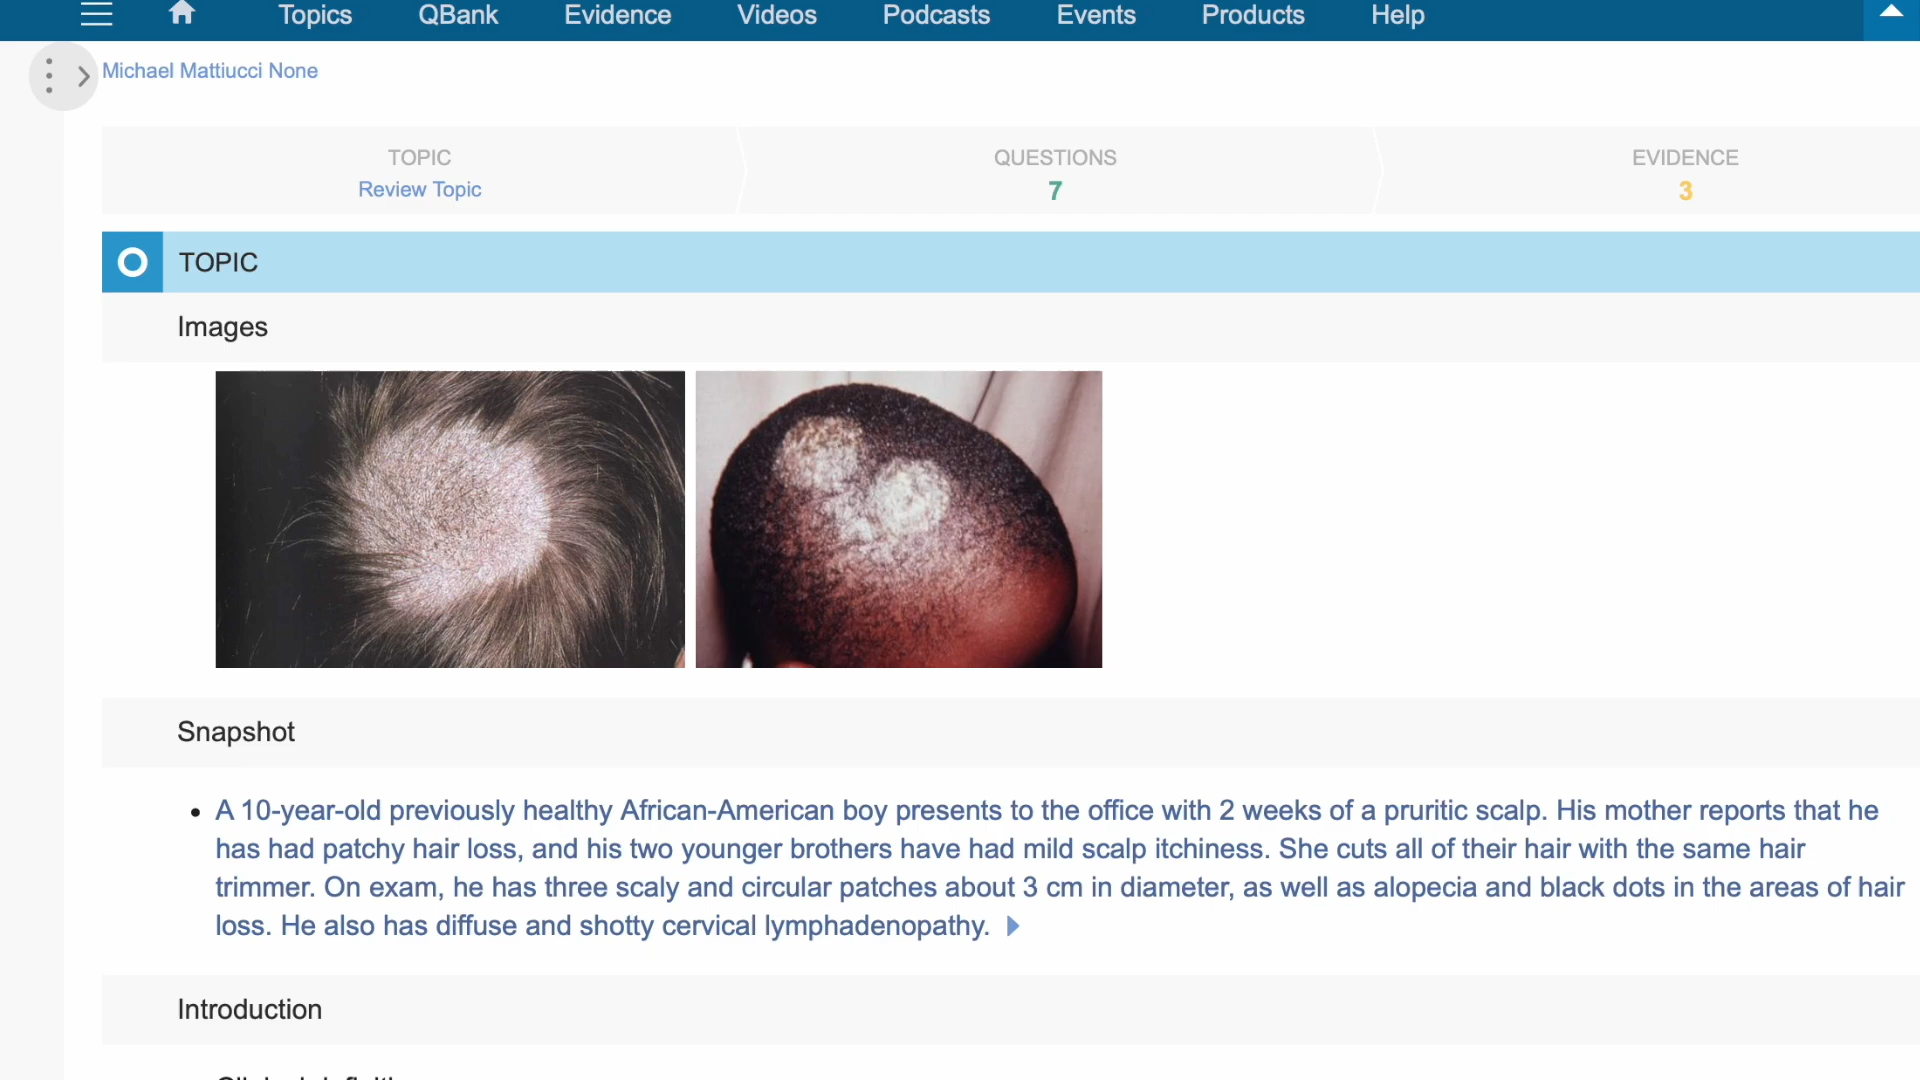 Topics QBank Evidence Videos Podcasts Events Products Help
Michael Mattiucci None
TOPIC
Review Topic
QUESTIONS
7
EVIDENCE
3
TOPIC
Images
Snapshot
A 10-year-old previously healthy African-American boy presents to the office with 2 weeks of a pruritic scalp. His mother reports that he
has had patchy hair loss, and his two younger brothers have had mild scalp itchiness. She cuts all of their hair with the same hair
trimmer. On exam, he has three scaly and circular patches about 3 cm in diameter, as well as alopecia and black dots in the areas of hair
loss. He also has diffuse and shotty cervical lymphadenopathy.
Introduction